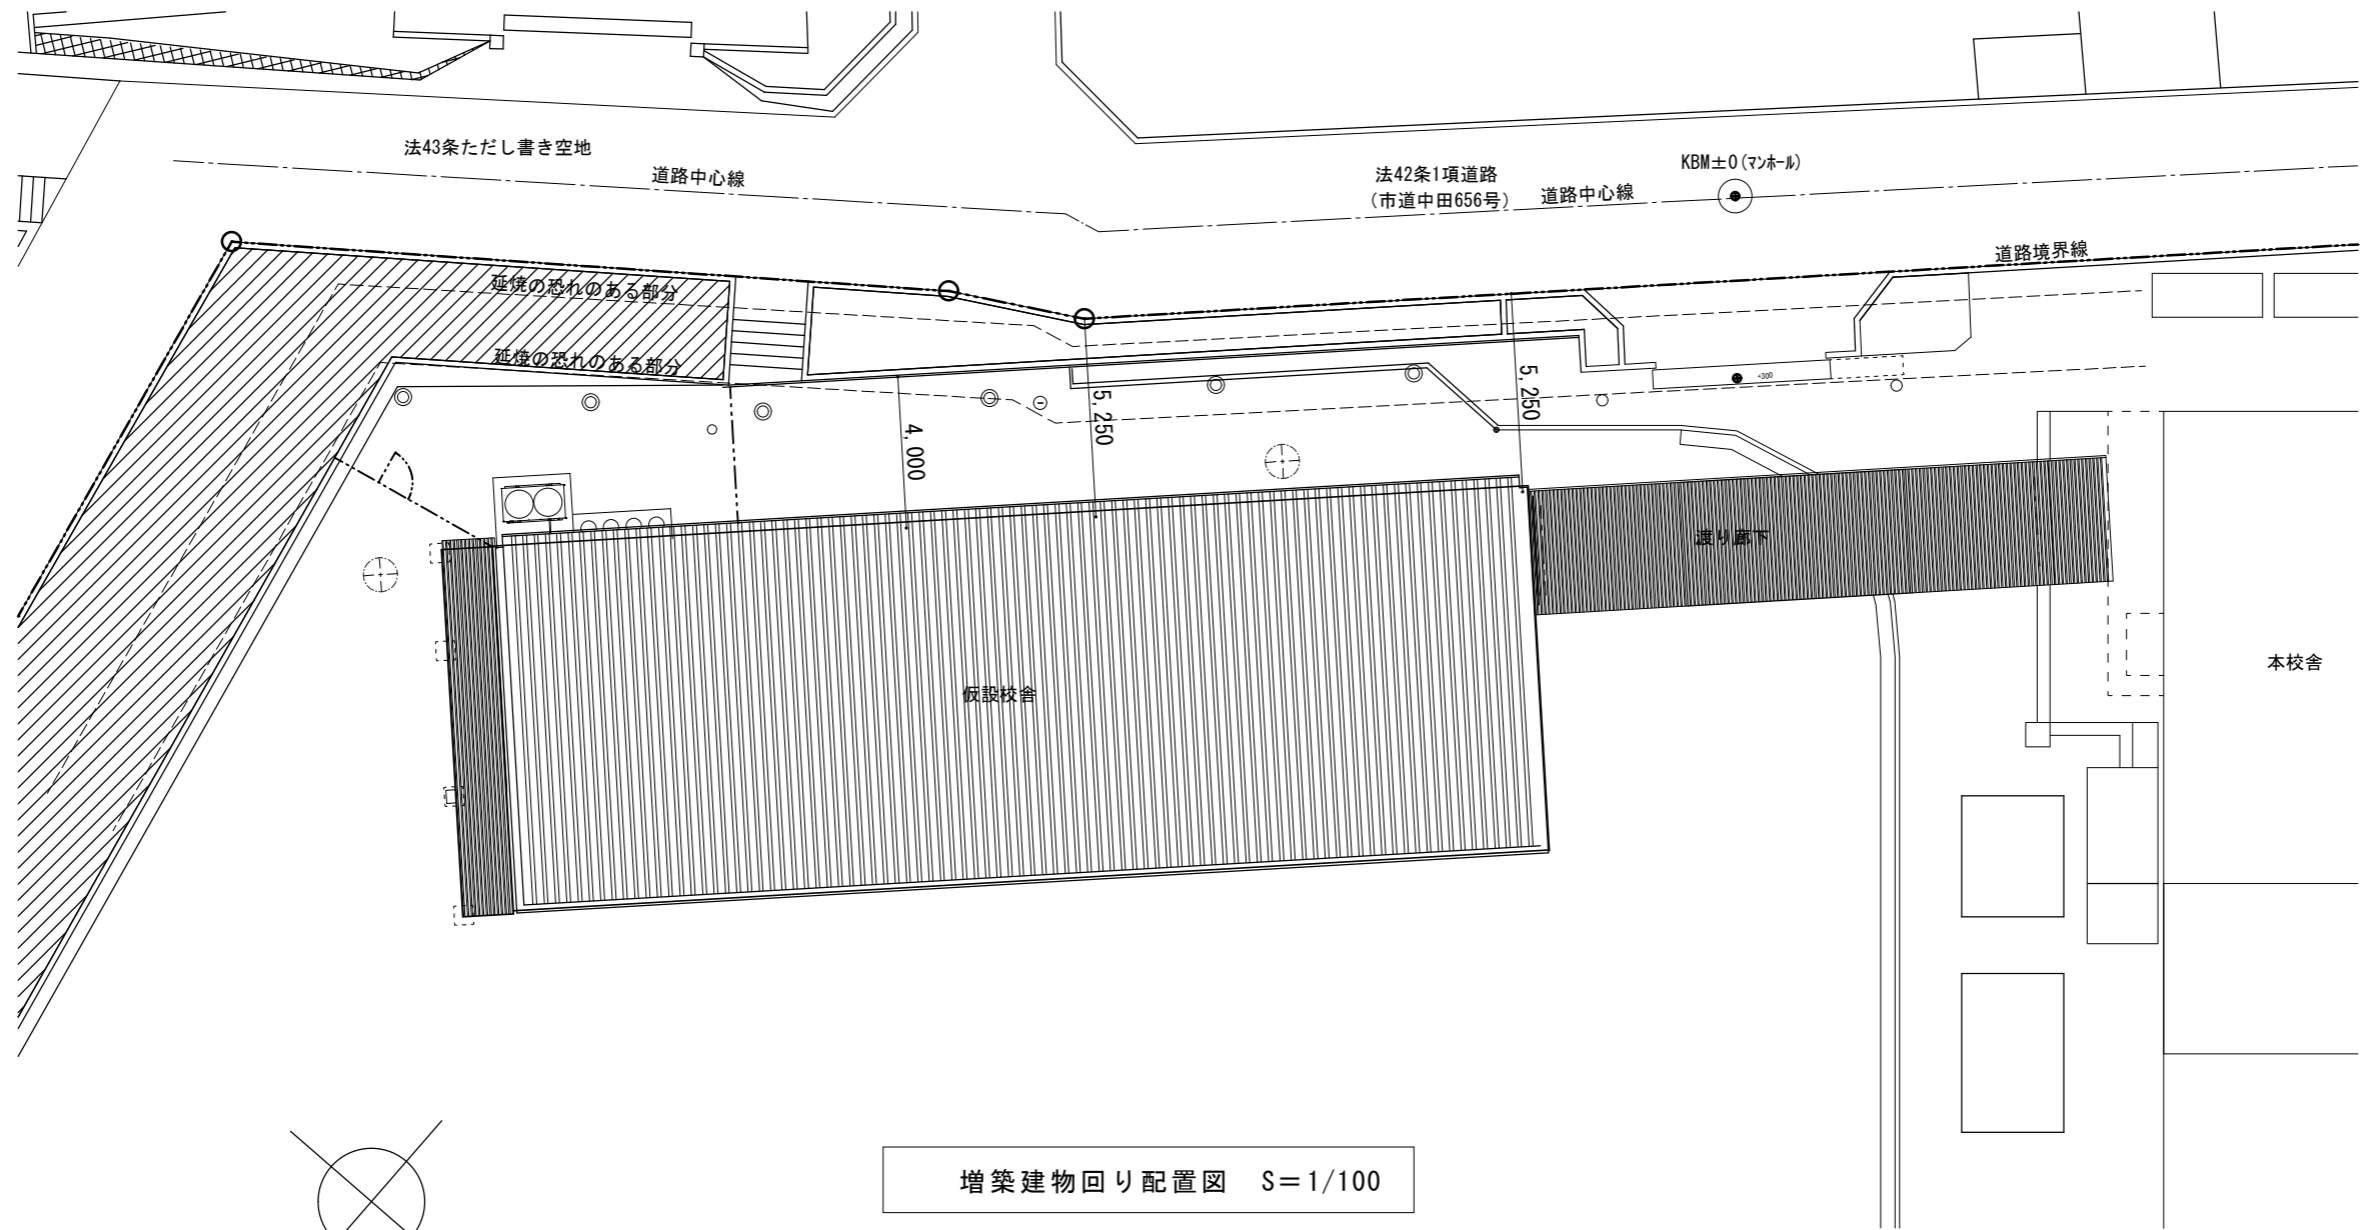 法43条ただし書き空地
道路中心線
法42条1項道路
(市道中田656号)
道路中心線
KBM±0(マンホール)
道路境界線
延焼の恐れのある部分
延焼の恐れのある部分
5,250
5,250
4,000
+300
渡り廊下
仮設校舎
本校舎
増築建物回り配置図 S=1/100